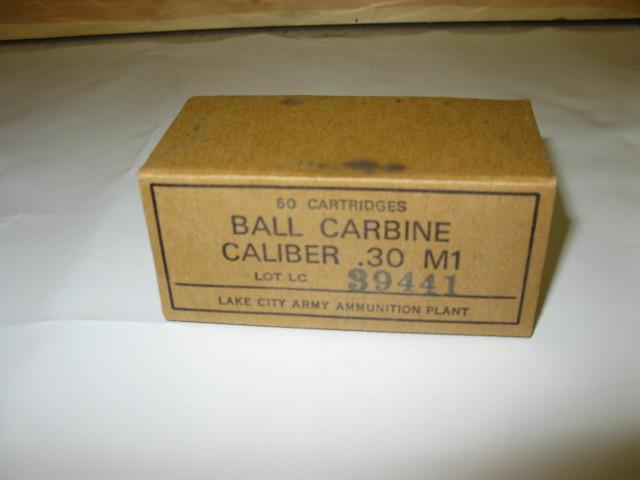 50 CARTRIDGES
BALL CARBINE
CALIBER .30 M1
LOT LC 39441
LAKE CITY ARMY AMMUNITION PLANT